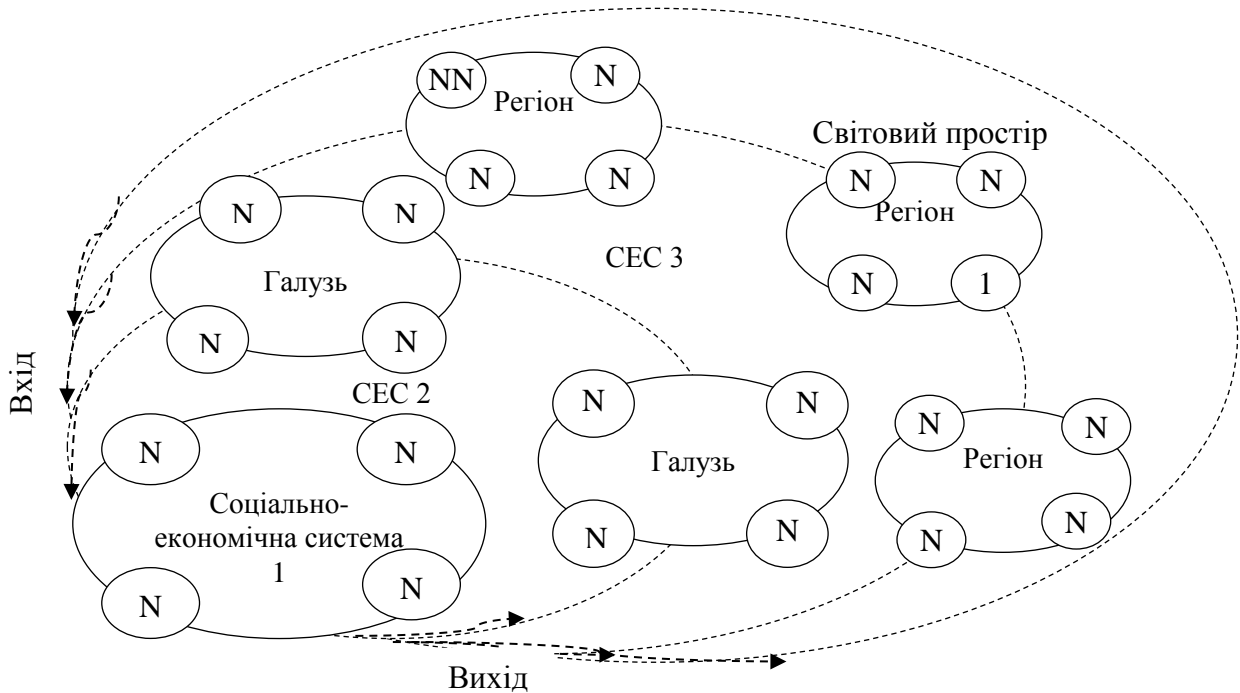 NN
N
Регіон
N
N
Світовий простір
N
N
Регіон
N
1
СЕС 3
N
N
Галузь
N
N
Вхід
СЕС 2
N
N
Соціально-
економічна система
1
N
N
N
N
Галузь
N
N
N
N
Регіон
N
N
Вихід